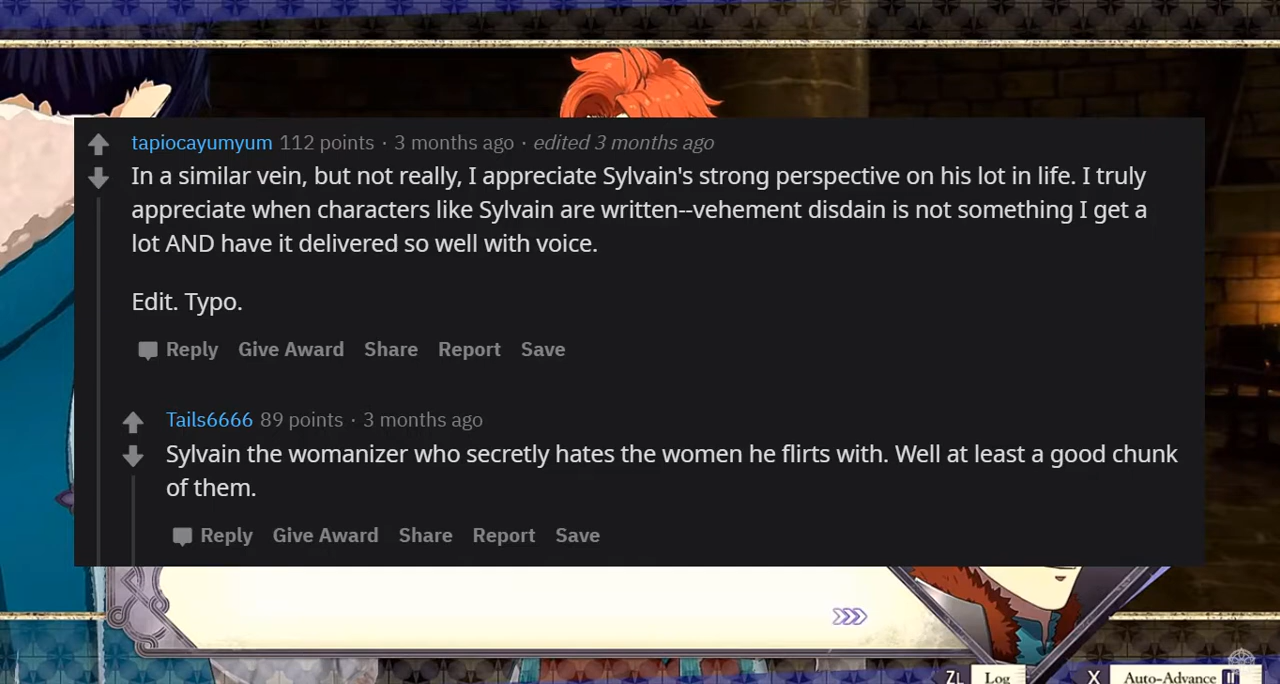 tapiocayumyum 112 points · 3 months ago · edited 3 months ago
In a similar vein, but not really, I appreciate Sylvain's strong perspective on his lot in life. I truly
appreciate when characters like Sylvain are written--vehement disdain is not something I get a
lot AND have it delivered so well with voice.
Edit. Typo.
Reply Give Award Share Report Save
Tails6666 89 points · 3 months ago
Sylvain the womanizer who secretly hates the women he flirts with. Well at least a good chunk
of them.
Reply Give Award Share Report Save
ZL Log X Auto-Advance